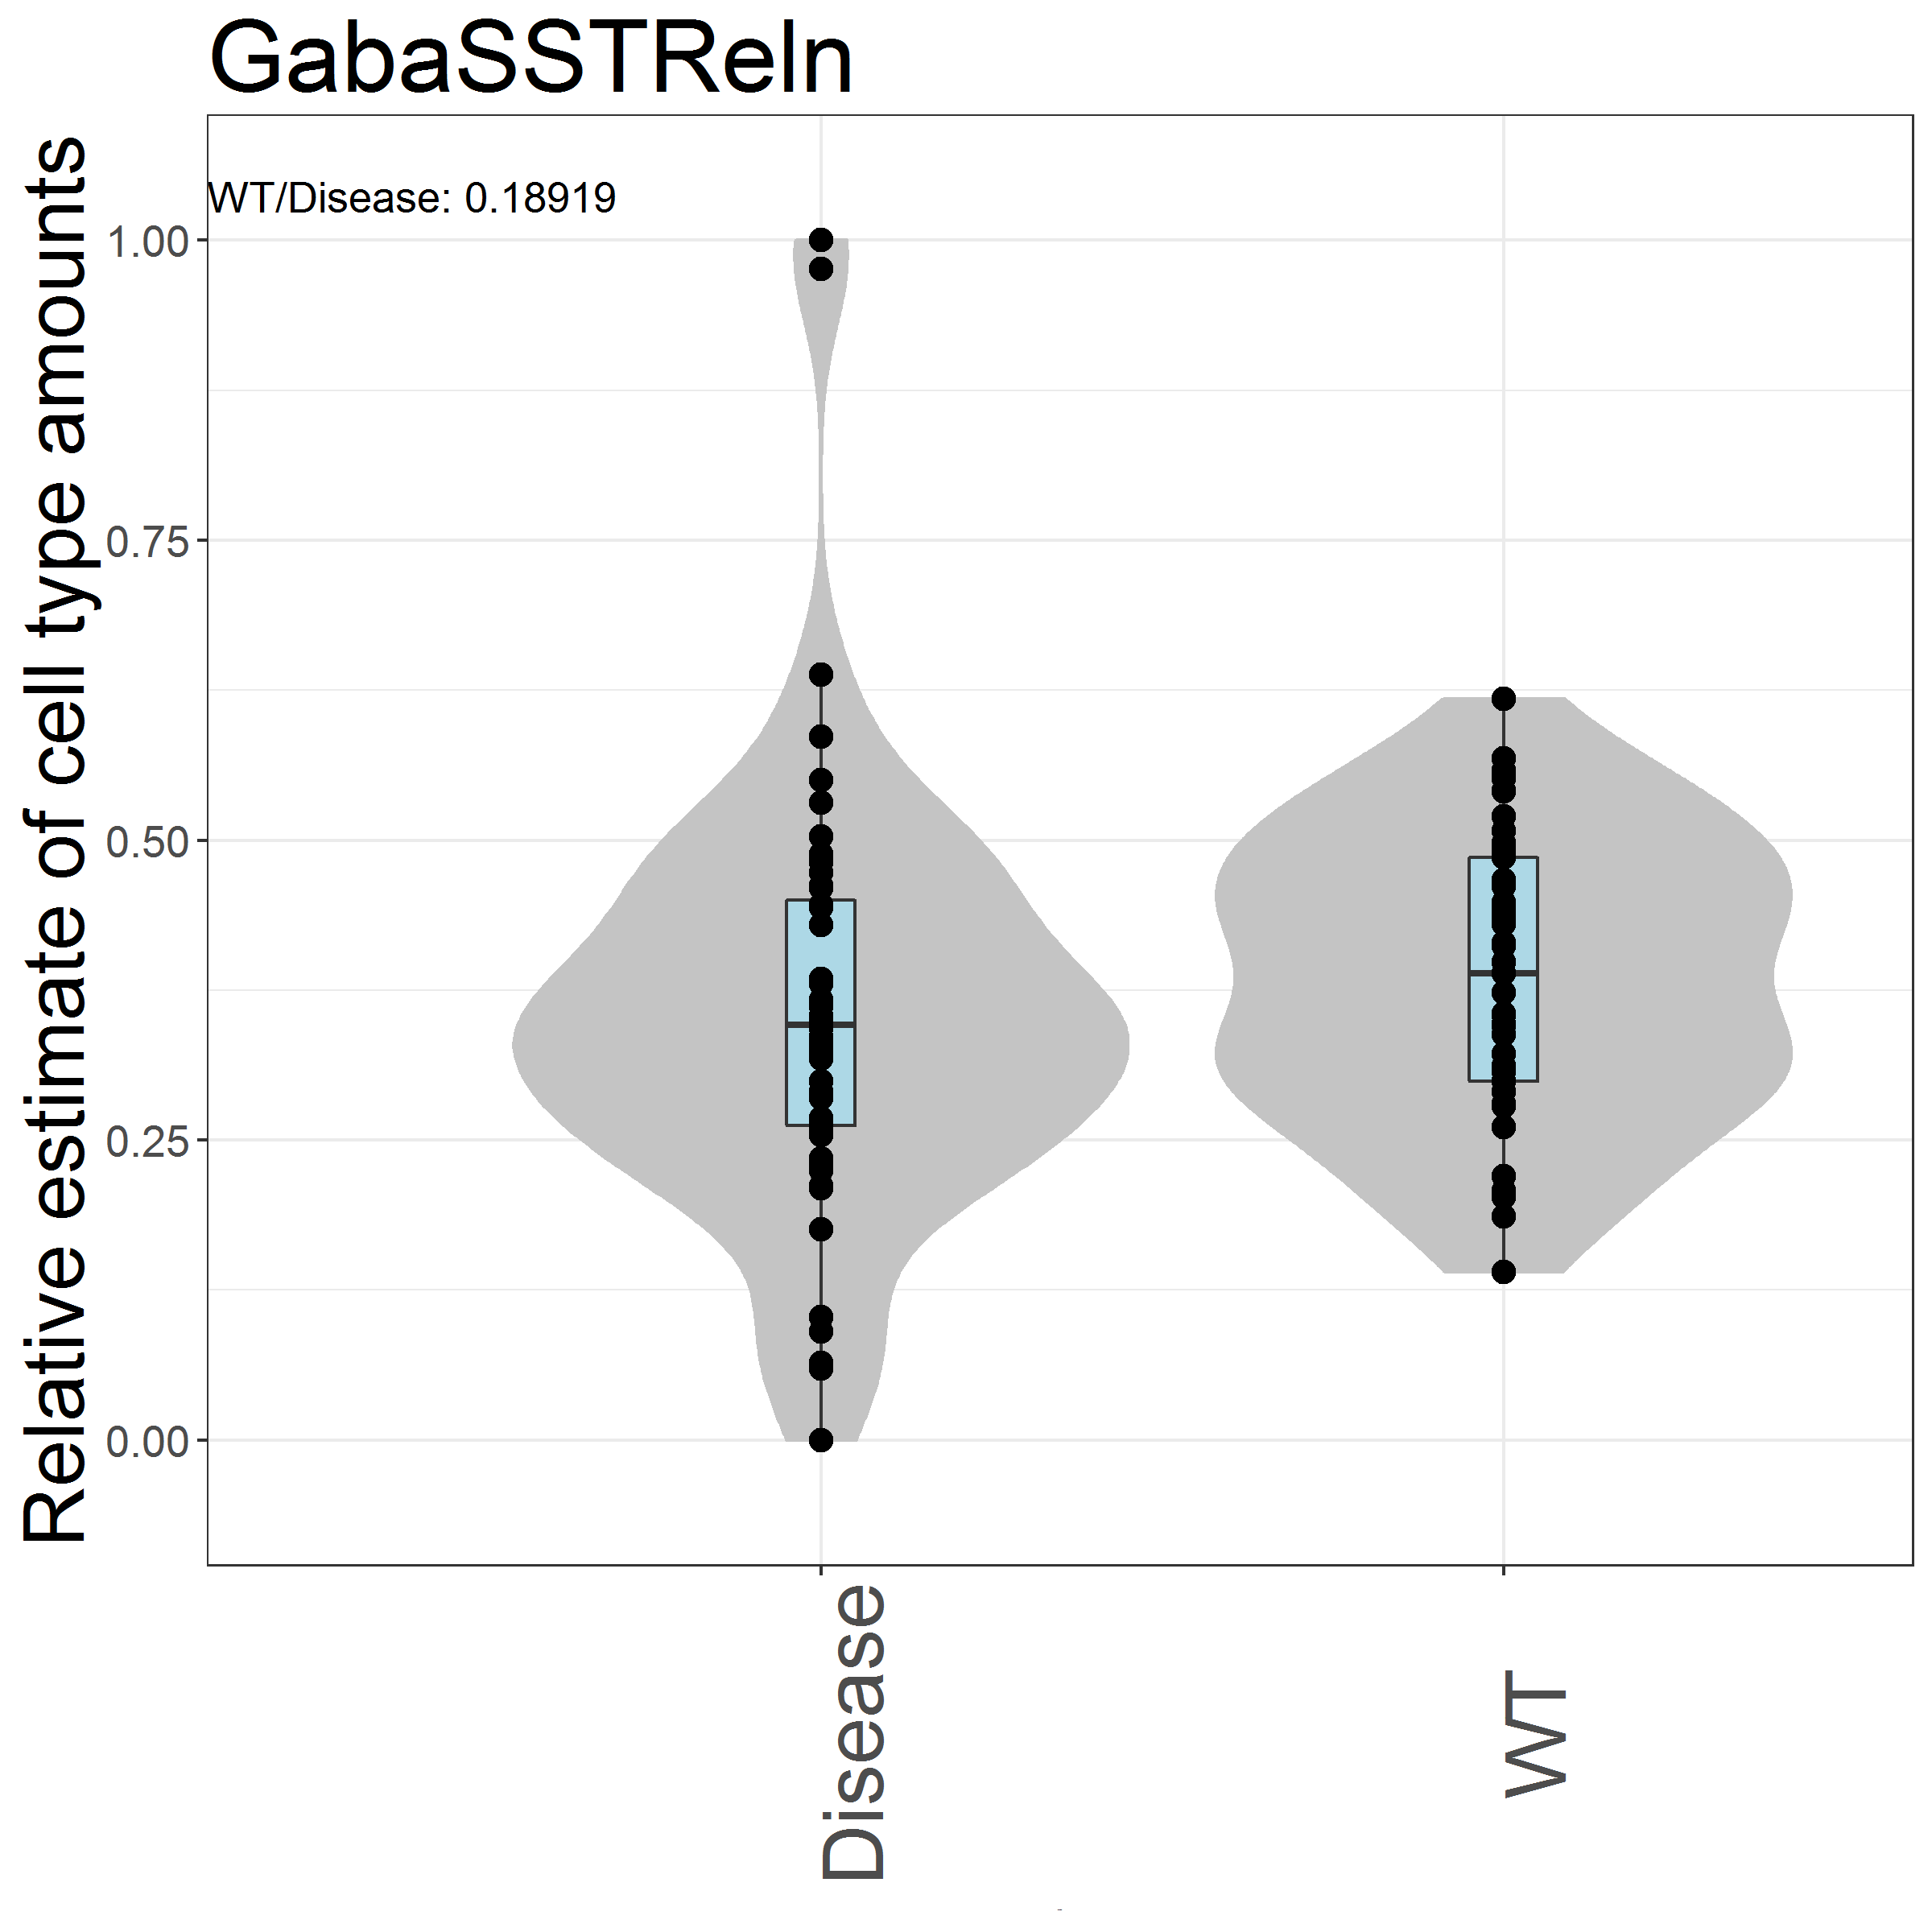 GabaSSTReln
WT/Disease: 0.18919
Relative estimate of cell type amounts
1.00
0.75
0.50
0.25
0.00
Disease
WT